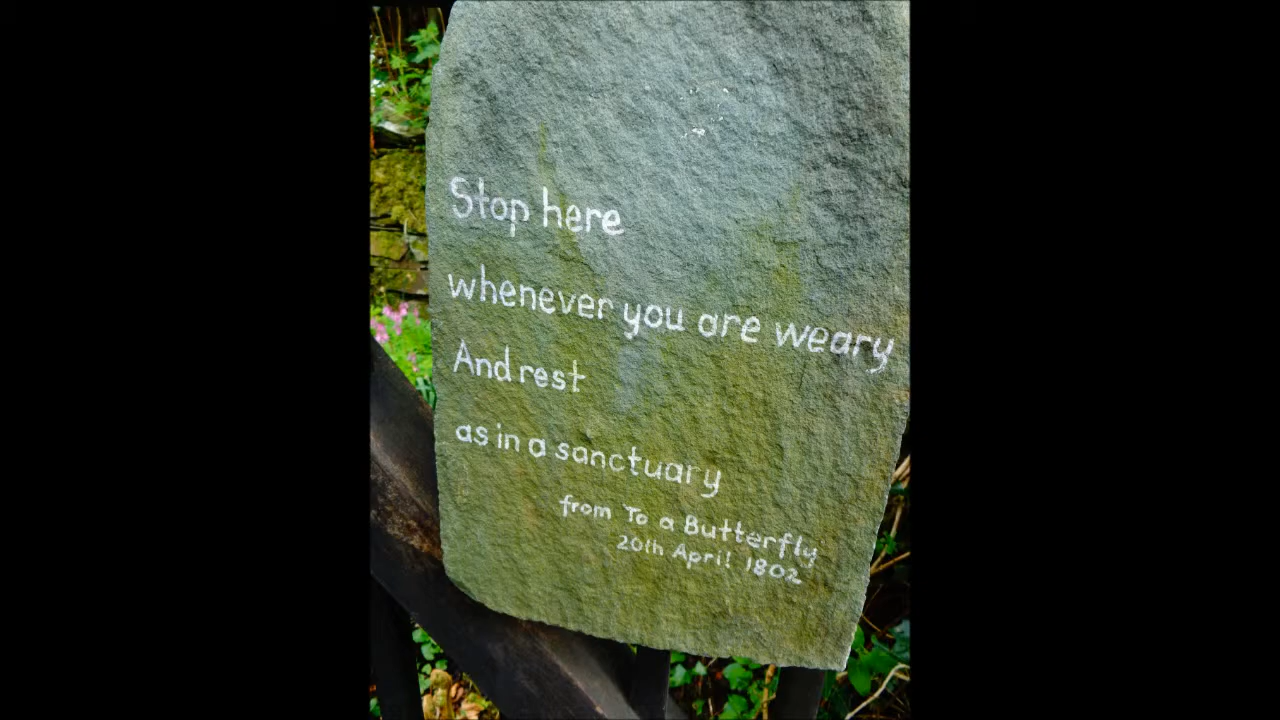 Stop here
whenever you are weary
And rest
as in a sanctuary
from To a Butterfly
20th April 1802